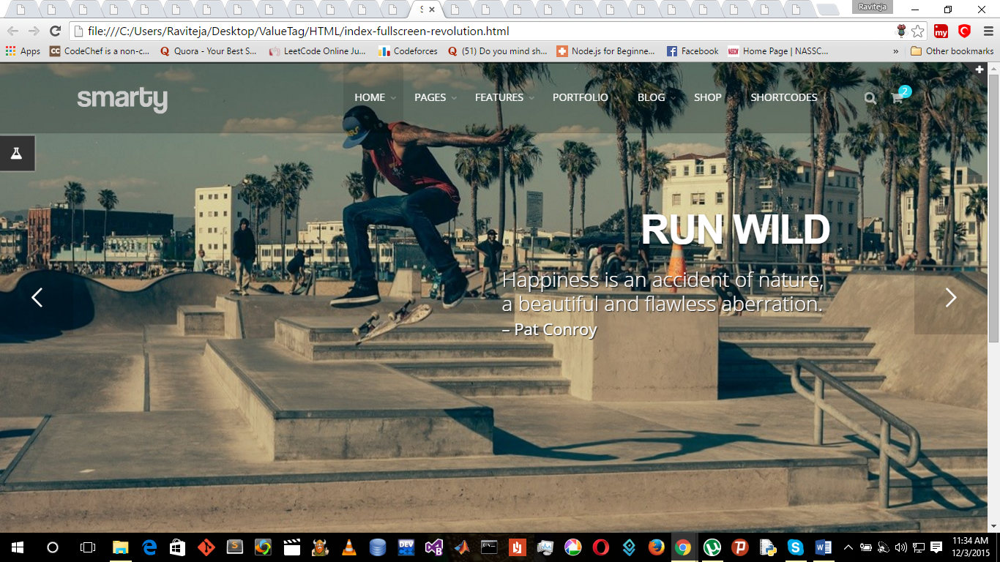 S
Raviteja
file:///C:/Users/Raviteja/Desktop/ValueTag/HTML/index-fullscreen-revolution.html
my
Apps
CC CodeChef is a non-c...
Q Quora - Your Best S...
LeetCode Online Ju...
Codeforces
Q (51) Do you mind sh...
Node.js for Beginne...
f Facebook
Home Page | NASSC...
» Other bookmarks
smarty
HOME PAGES FEATURES PORTFOLIO BLOG SHOP SHORTCODES 2
RUN WILD
Happiness is an accident of nature,
a beautiful and flawless aberration.
– Pat Conroy
DEV
11:34 AM
12/3/2015